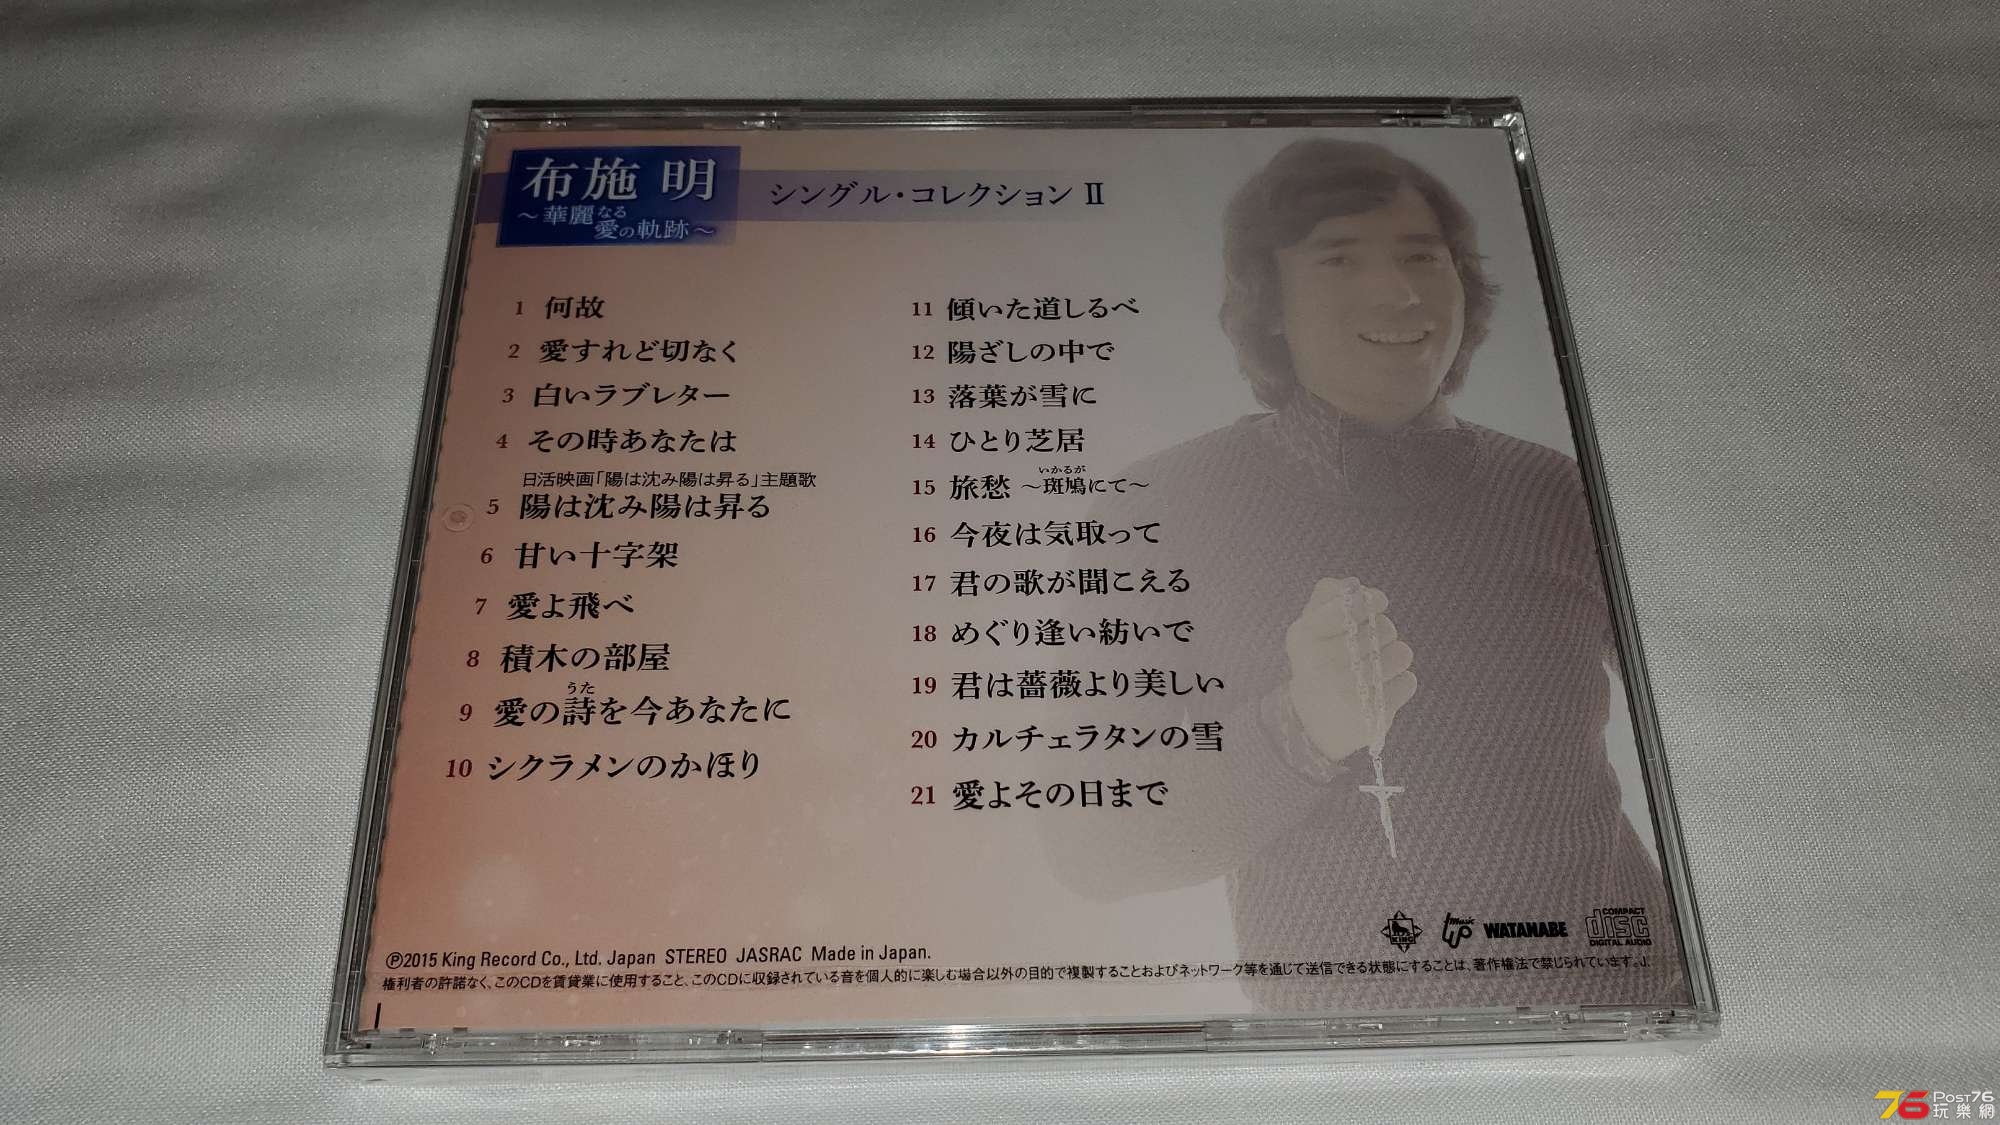 布施 明
～華麗なる
愛の軌跡～
シングル・コレクションⅡ
1 何故
2 愛すれど切なく
3 白いラブレター
4 その時あなたは
日活映画「陽は沈み陽は昇る」主題歌
5 陽は沈み陽は昇る
6 甘い十字架
7 愛よ飛べ
8 積木の部屋
うた
9 愛の詩を今あなたに
10 シクラメンのかほり
11 傾いた道しるべ
12 陽ざしの中で
13 落葉が雪に
14 ひとり芝居
いかるが
15 旅愁 ～斑鳩にて～
16 今夜は気取って
17 君の歌が聞こえる
18 めぐり逢い紡いで
19 君は薔薇より美しい
20 カルチェラタンの雪
21 愛よその日まで
KING
music up
WATANABE
COMPACT
disc
DIGITAL AUDIO
Ⓟ2015 King Record Co., Ltd. Japan STEREO JASRAC Made in Japan.
権利者の許諾なく、このCDを賃貸業に使用すること、このCDに収録されている音を個人的に楽しむ場合以外の目的で複製することおよびネットワーク等を通じて送信できる状態にすることは、著作権法で禁じられています。J.
76 Post76
玩樂網